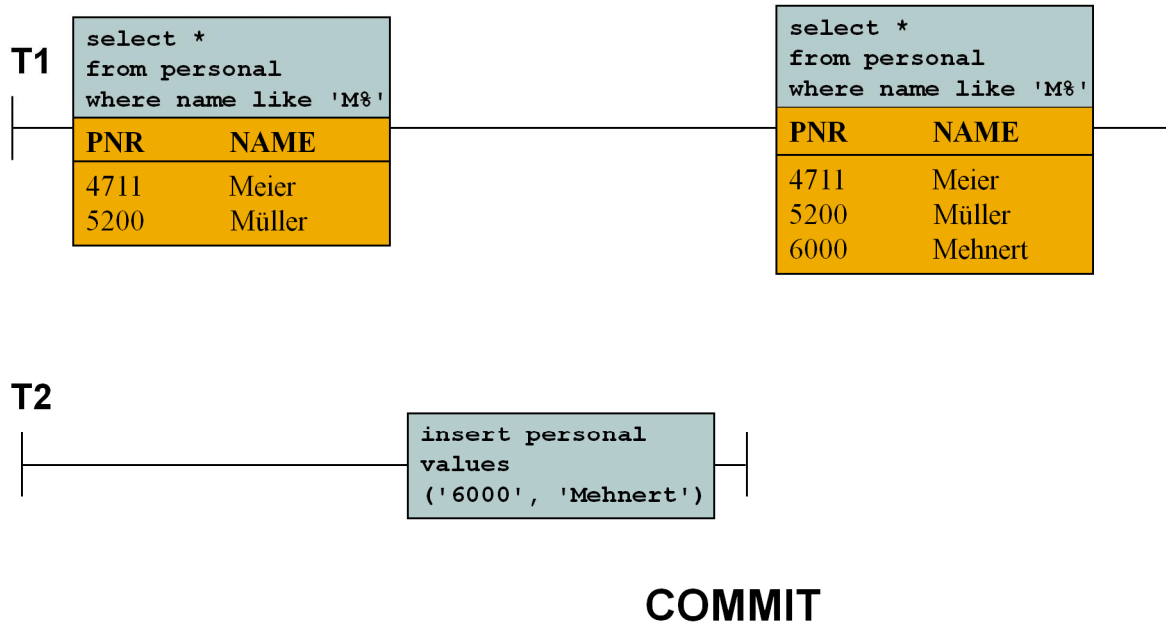 T1
select *
from personal
where name like 'M%'
PNR NAME
4711 Meier
5200 Müller
select *
from personal
where name like 'M%'
PNR NAME
4711 Meier
5200 Müller
6000 Mehnert
T2
insert personal
values
('6000', 'Mehnert')
COMMIT